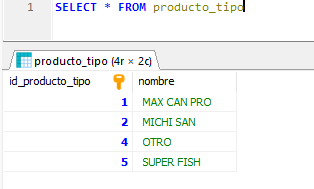 1 SELECT * FROM producto_tipo
producto_tipo (4r × 2c)
id_producto_tipo nombre
1 MAX CAN PRO
2 MICHI SAN
4 OTRO
5 SUPER FISH